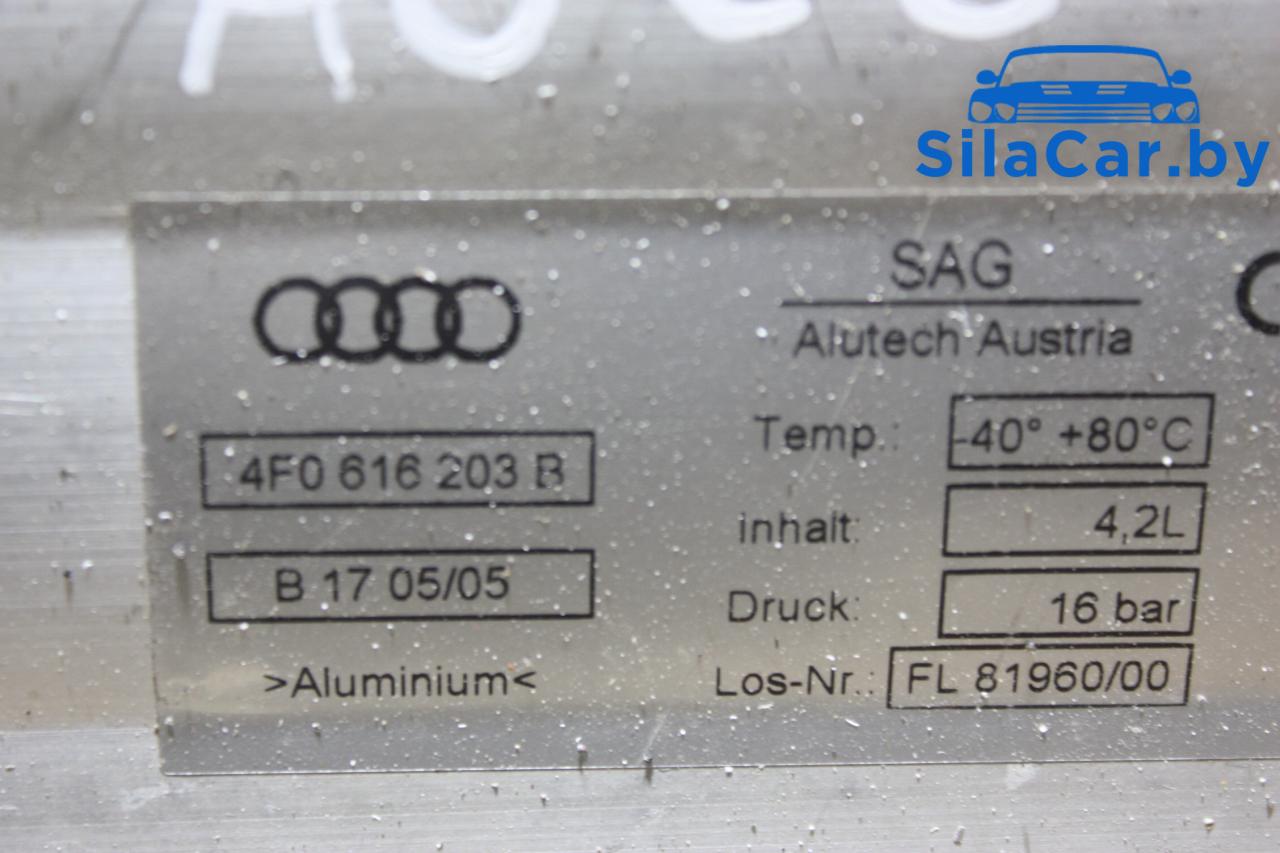 SilaCar.by
SAG
Alutech Austria
4F0 616 203 B
B 17 05/05
>Aluminium<
Temp.: -40° +80°C
inhalt: 4,2L
Druck: 16 bar
Los-Nr.: FL 81960/00